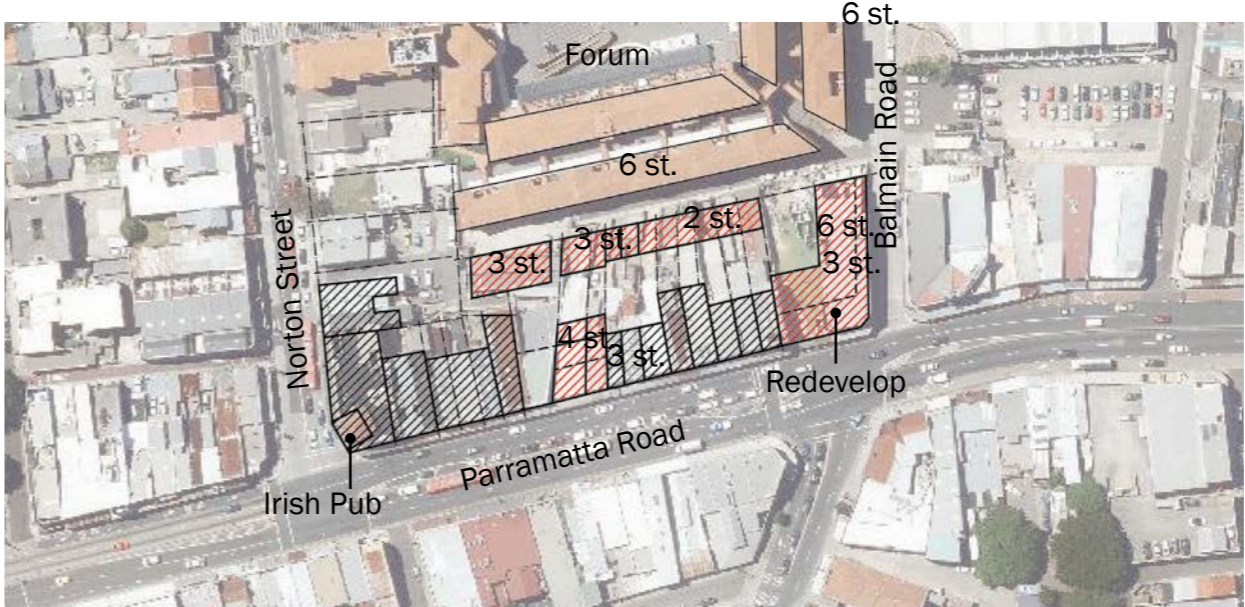 6 st.
Forum
Balmain Road
6 st.
Norton Street
2 st.
3 st.
6 st.
3 st.
3 st.
4 st.
3 st.
Redevelop
Parramatta Road
Irish Pub